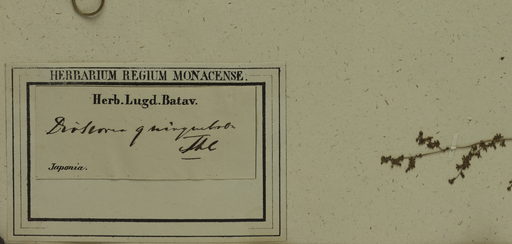 HERBARIUM REGIUM MONACENSE.
Herb. Lugd. Batav.
Dioscorea quinqueloba
Thb
Japonia.